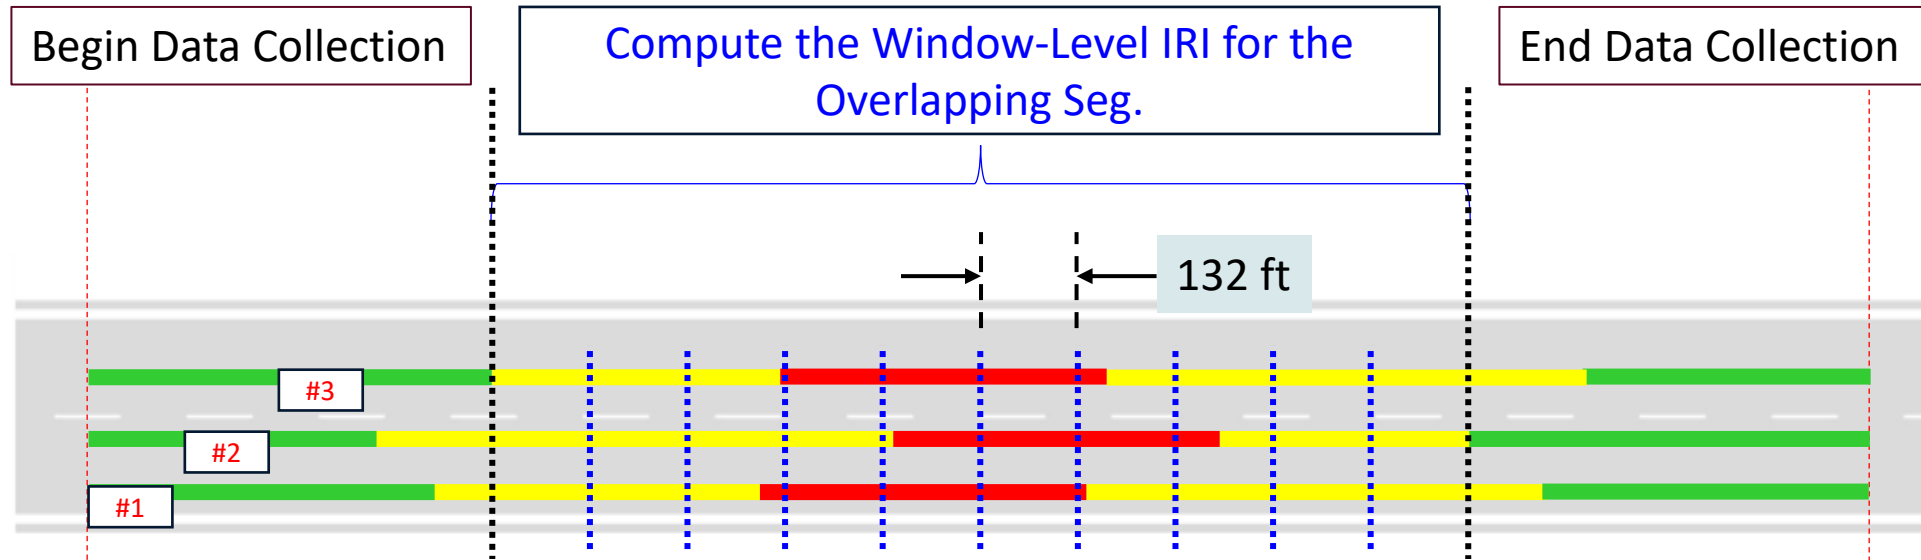 Begin Data Collection
Compute the Window-Level IRI for the
Overlapping Seg.
End Data Collection
132 ft
#3
#2
#1